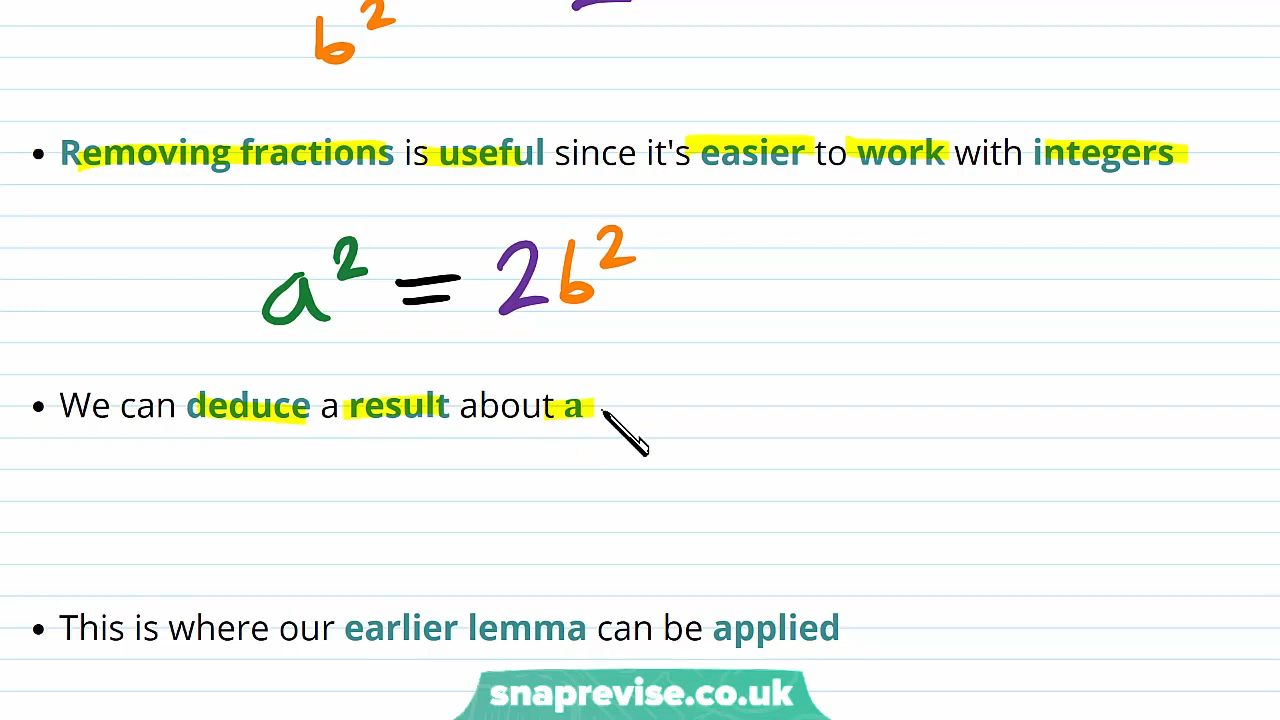 b²
• Removing fractions is useful since it's easier to work with integers
a² = 2b²
• We can deduce a result about a
• This is where our earlier lemma can be applied
snaprevise.co.uk